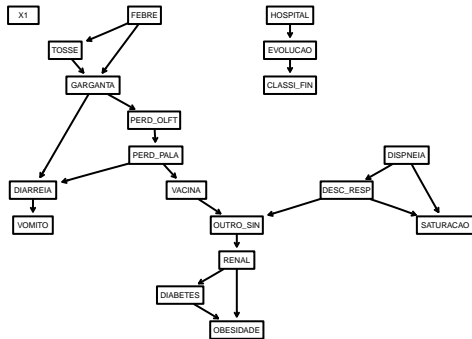 X1
FEBRE
HOSPITAL
TOSSE
EVOLUCAO
GARGANTA
CLASSI_FIN
PERD_OLFT
PERD_PALA
DISPNEIA
DIARREIA
VACINA
DESC_RESP
VOMITO
OUTRO_SIN
SATURACAO
RENAL
DIABETES
OBESIDADE